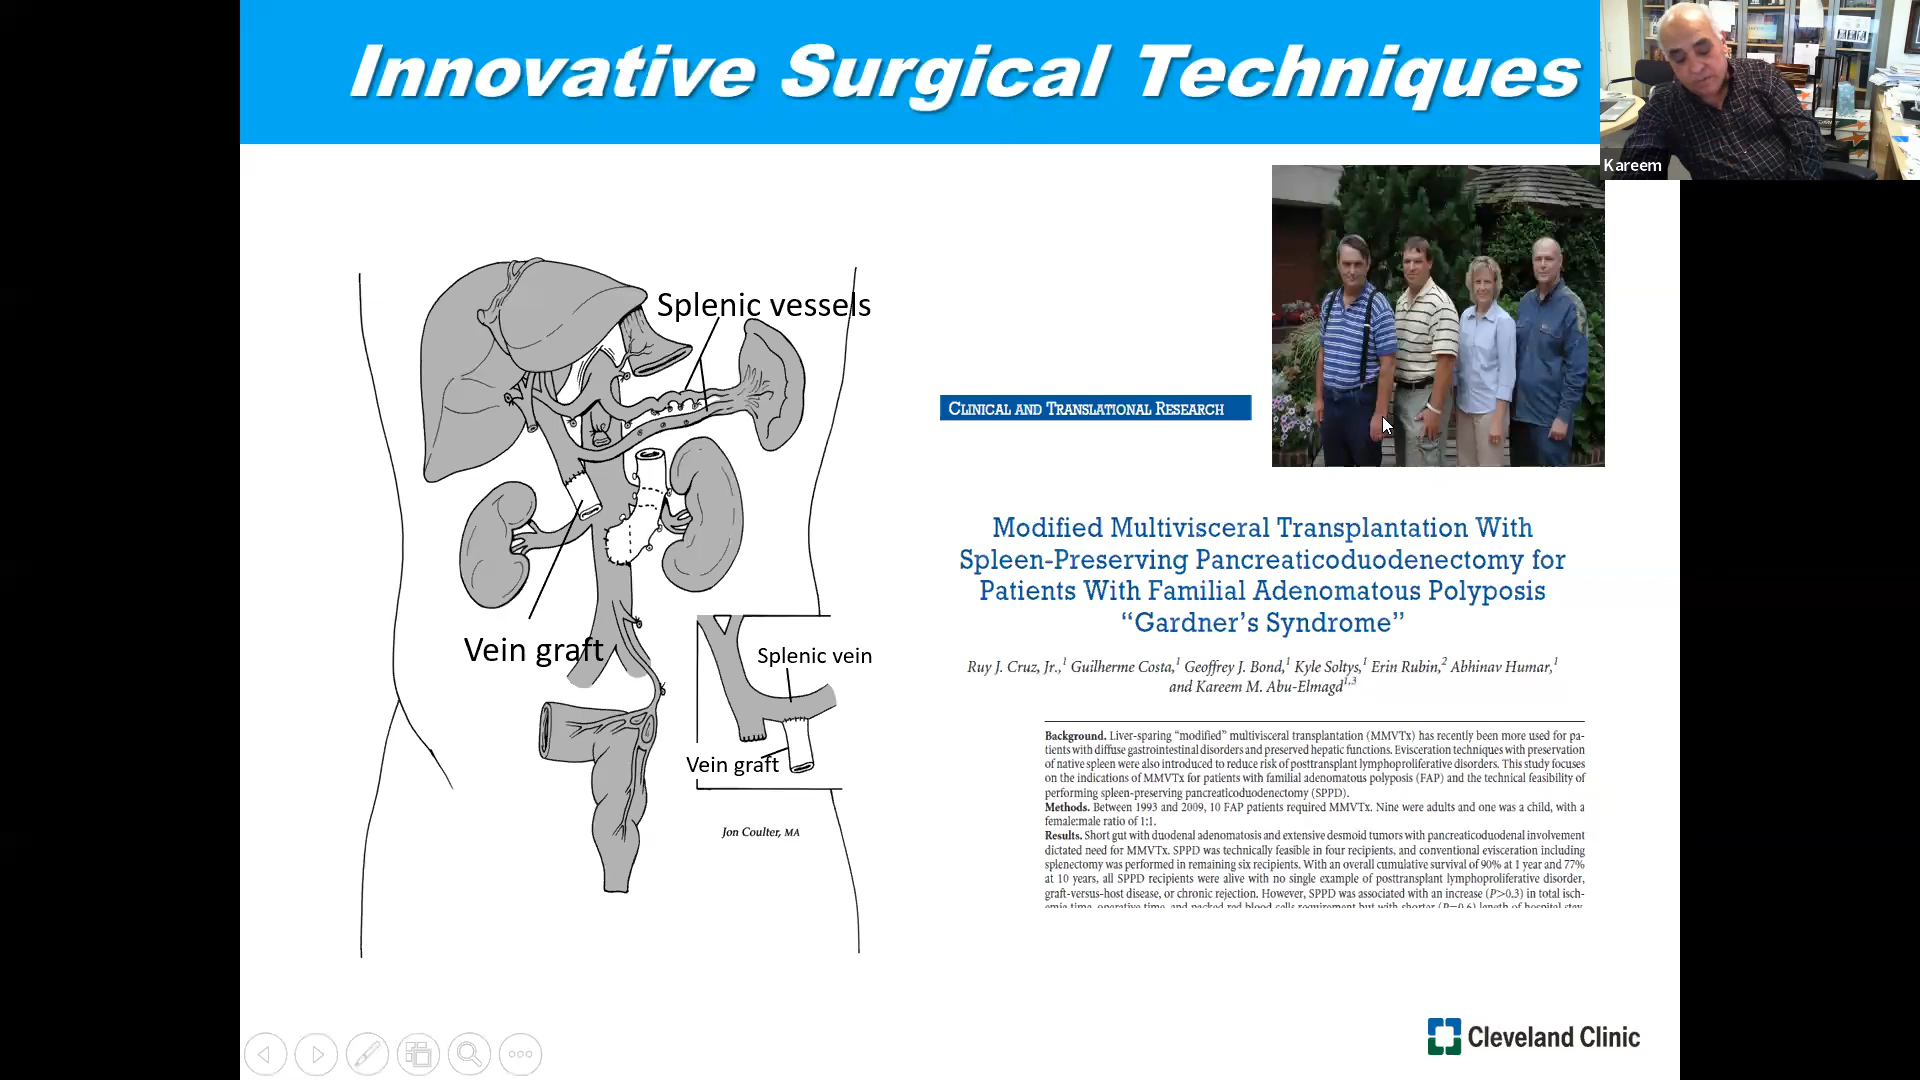 Innovative Surgical Techniques
Kareem
Splenic vessels
Vein graft
Splenic vein
Vein graft
Jon Coulter, MA
CLINICAL AND TRANSLATIONAL RESEARCH
Modified Multivisceral Transplantation With
Spleen-Preserving Pancreaticoduodenectomy for
Patients With Familial Adenomatous Polyposis
“Gardner’s Syndrome”
Ruy J. Cruz, Jr.,1 Guilherme Costa,1 Geoffrey J. Bond,1 Kyle Soltys,1 Erin Rubin,2 Abhinav Humar,1
and Kareem M. Abu-Elmagd1,3
Background. Liver-sparing “modified” multivisceral transplantation (MMVTx) has recently been more used for pa-
tients with diffuse gastrointestinal disorders and preserved hepatic functions. Evisceration techniques with preservation
of native spleen were also introduced to reduce risk of posttransplant lymphoproliferative disorders. This study focuses
on the indications of MMVTx for patients with familial adenomatous polyposis (FAP) and the technical feasibility of
performing spleen-preserving pancreaticoduodenectomy (SPPD).
Methods. Between 1993 and 2009, 10 FAP patients required MMVTx. Nine were adults and one was a child, with a
female:male ratio of 1:1.
Results. Short gut with duodenal adenomatosis and extensive desmoid tumors with pancreaticoduodenal involvement
dictated need for MMVTx. SPPD was technically feasible in four recipients, and conventional evisceration including
splenectomy was performed in remaining six recipients. With an overall cumulative survival of 90% at 1 year and 77%
at 10 years, all SPPD recipients were alive with no single example of posttransplant lymphoproliferative disorder,
graft-versus-host disease, or chronic rejection. However, SPPD was associated with an increase (P>0.3) in total isch-
emia time, operative time, and packed red blood cells requirement but with shorter (P=0.6) length of hospital stay.
Cleveland Clinic